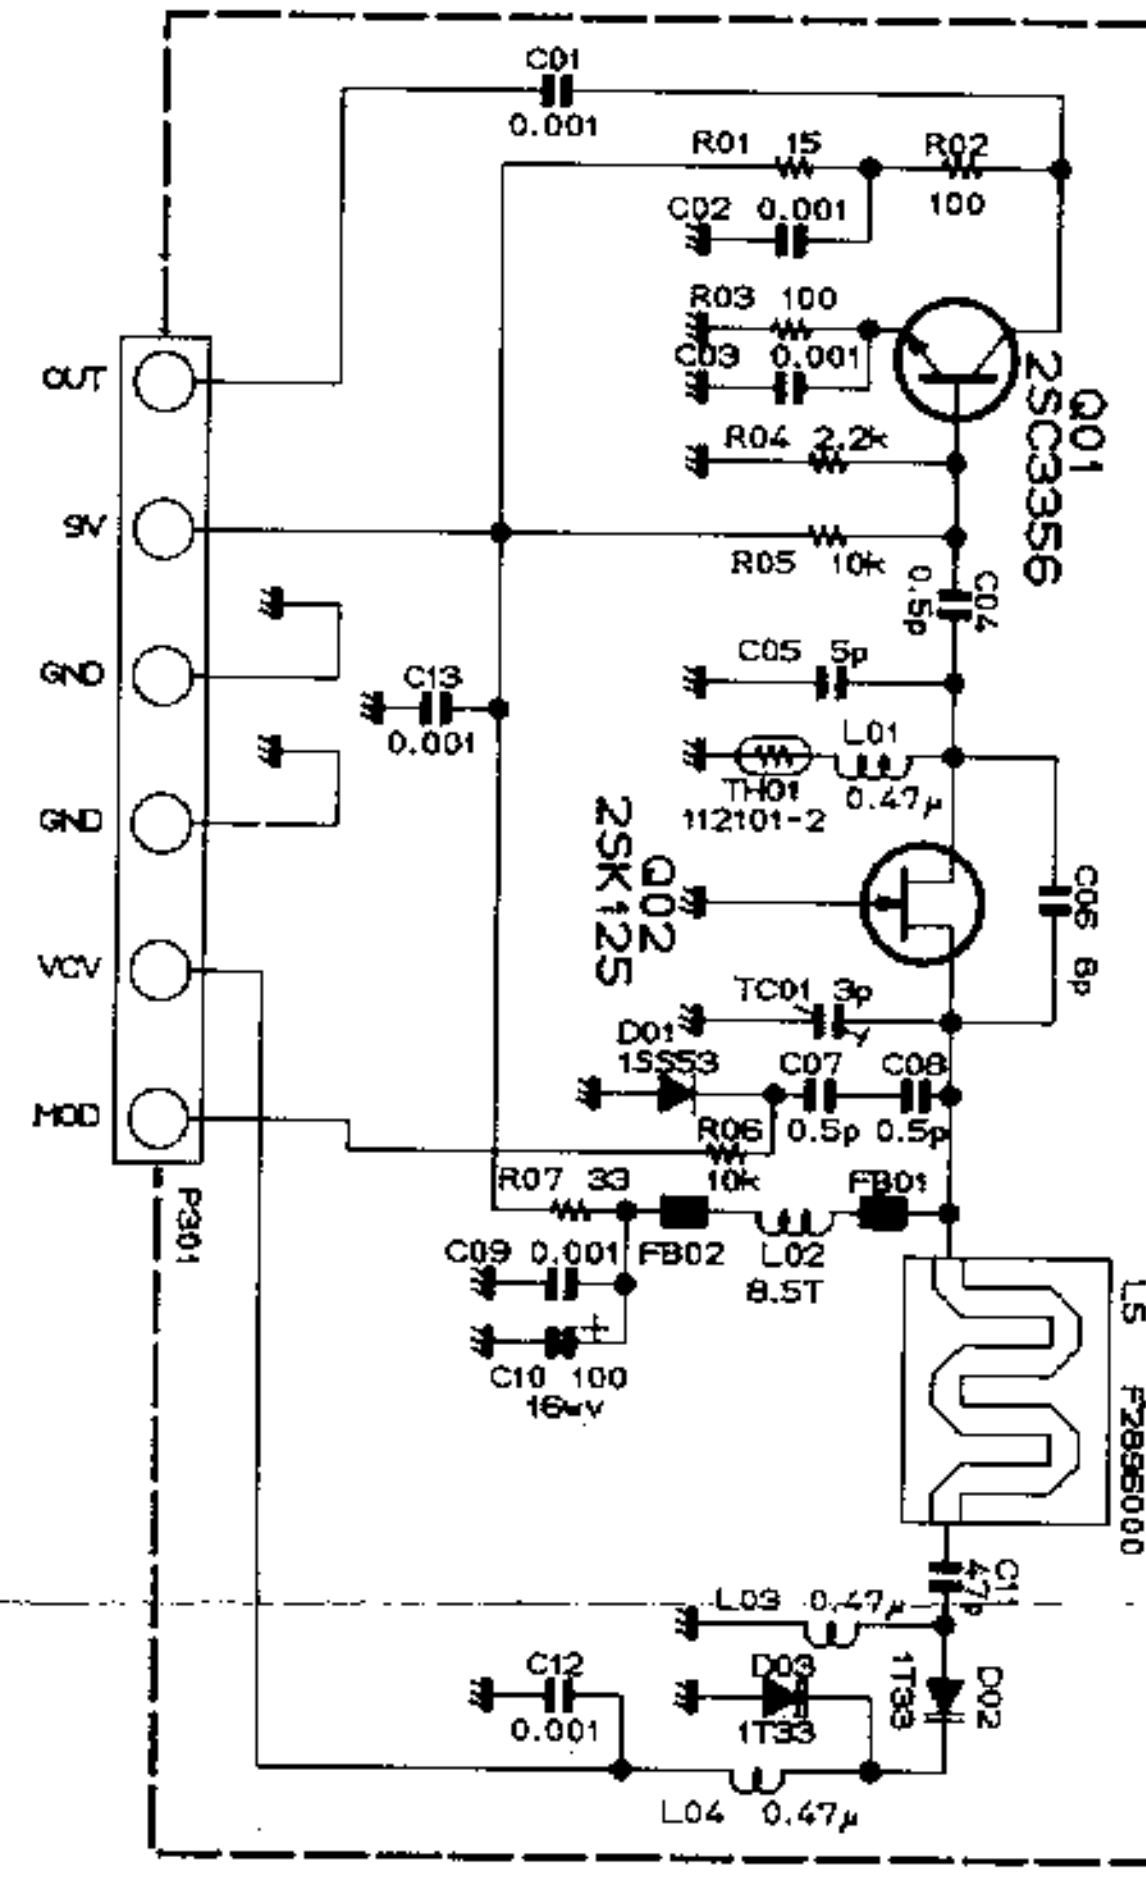 C01
0.001
R01 15
R02
100
C02 0.001
R03 100
C03 0.001
Q01
2SC3356
R04 2.2k
OUT
9V
R05 10k
C04
0.5p
C05 5p
GND
C13
0.001
L01
0.47μ
TH01
112101-2
GND
Q02
2SK125
C06 8p
VCV
TC01 3p
D01
1SS53
C07
0.5p
C08
0.5p
MOD
R06
10k
R07 33
FB01
P301
C09 0.001
FB02
L02
8.5T
C10 100
16wv
L5
C11
47p
L03 0.47μ
C12
0.001
D03
1T33
D02
1T33
L04 0.47μ